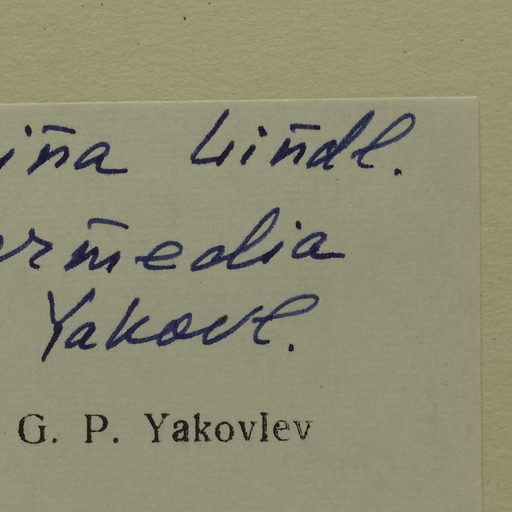 iña Lindl.
rmedia
Yakovl.
G. P. Yakovlev